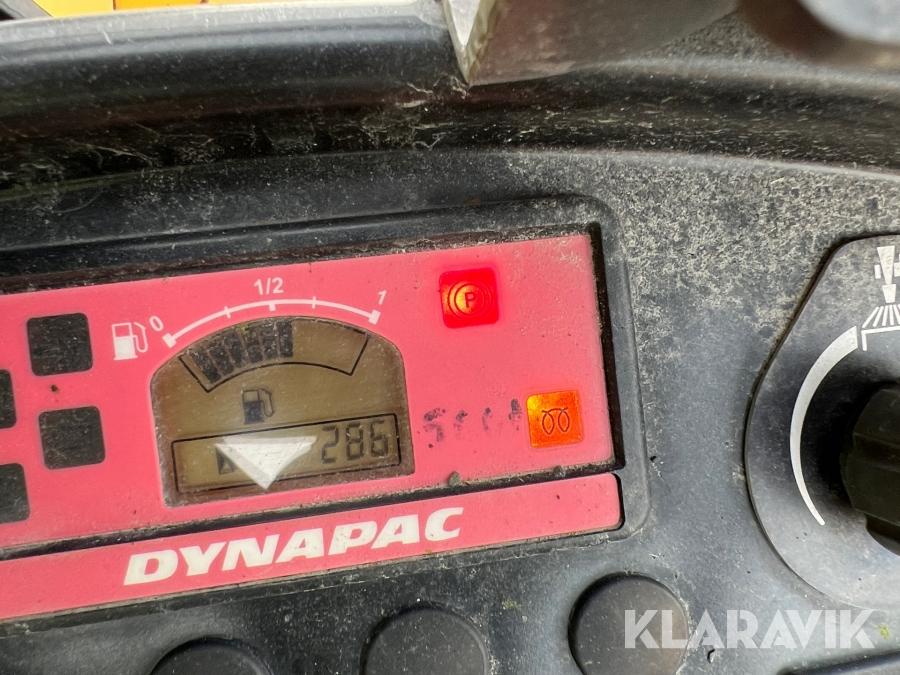 0 1/2 1
P
286
DYNAPAC
KLARAVIK